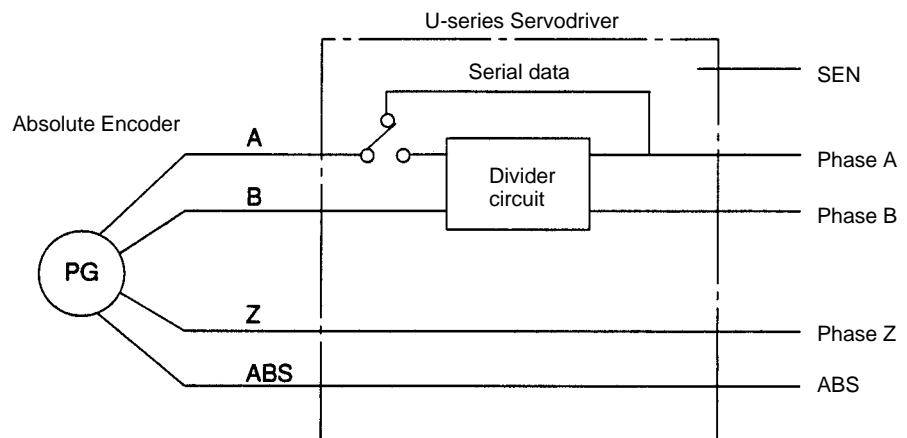 U-series Servodriver
Serial data
SEN
Absolute Encoder
A
Phase A
Divider
circuit
B
Phase B
PG
Z
Phase Z
ABS
ABS